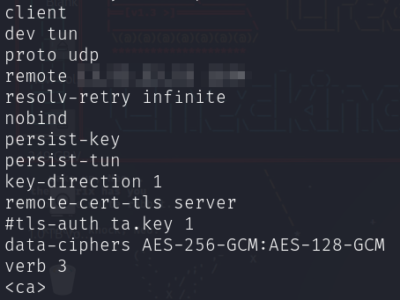 client
dev tun
proto udp
remote
resolv-retry infinite
nobind
persist-key
persist-tun
key-direction 1
remote-cert-tls server
#tls-auth ta.key 1
data-ciphers AES-256-GCM:AES-128-GCM
verb 3
<ca>